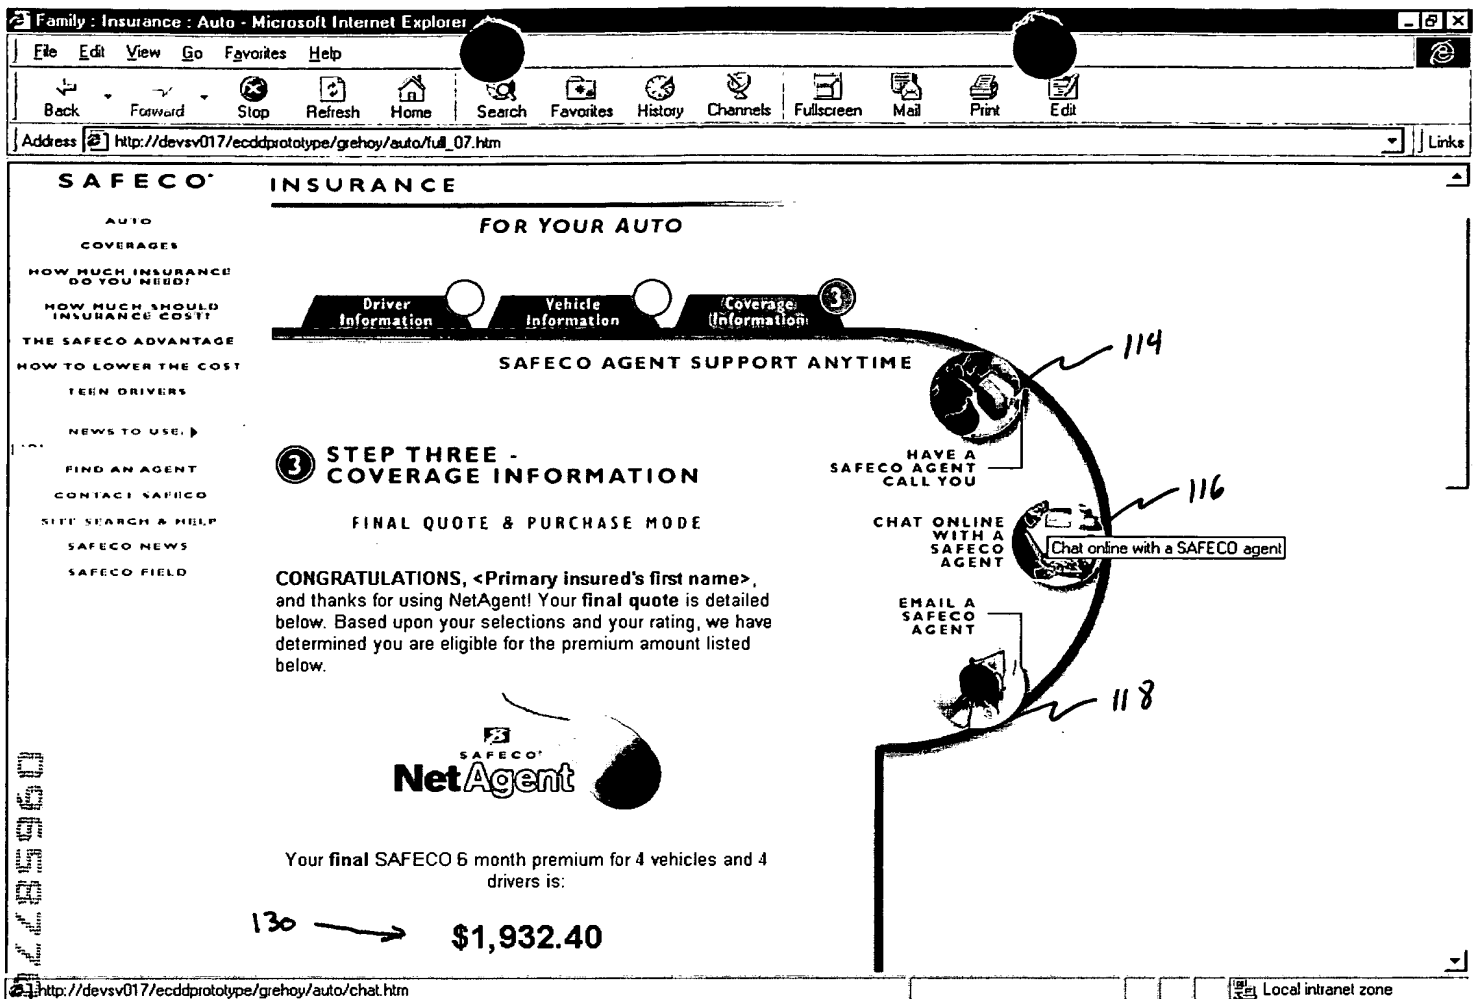 Family : Insurance : Auto - Microsoft Internet Explorer
File Edit View Go Favorites Help
Back Forward Stop Refresh Home Search Favorites History Channels Fullscreen Mail Print Edit
Address http://devsv017/ecddprototype/grehoy/auto/full_07.htm Links
SAFECO
AUTO
COVERAGES
HOW MUCH INSURANCE
DO YOU NEED?
HOW MUCH SHOULD
INSURANCE COST?
THE SAFECO ADVANTAGE
HOW TO LOWER THE COST
TEEN DRIVERS
NEWS TO USE.
FIND AN AGENT
CONTACT SAFECO
SITE SEARCH & HELP
SAFECO NEWS
SAFECO FIELD
INSURANCE
FOR YOUR AUTO
Driver
Information
Vehicle
Information
Coverage
Information
3
SAFECO AGENT SUPPORT ANYTIME
114
HAVE A
SAFECO AGENT
CALL YOU
116
CHAT ONLINE
WITH A
SAFECO
AGENT
Chat online with a SAFECO agent
EMAIL A
SAFECO
AGENT
118
3 STEP THREE -
COVERAGE INFORMATION
FINAL QUOTE & PURCHASE MODE
CONGRATULATIONS, <Primary insured's first name>,
and thanks for using NetAgent! Your final quote is detailed
below. Based upon your selections and your rating, we have
determined you are eligible for the premium amount listed
below.
SAFECO
NetAgent
Your final SAFECO 6 month premium for 4 vehicles and 4
drivers is:
130
$1,932.40
http://devsv017/ecddprototype/grehoy/auto/chat.htm
Local intranet zone